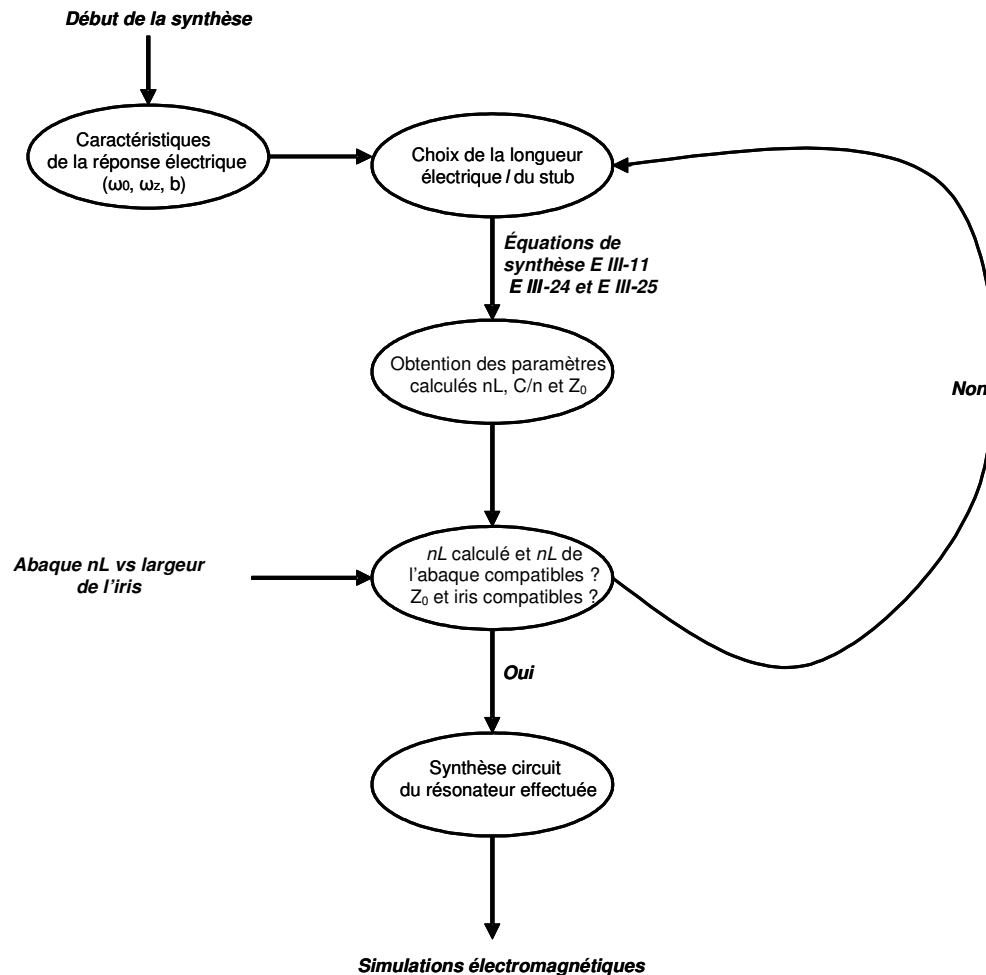 Début de la synthèse
Caractéristiques
de la réponse électrique
(ω0, ωz, b)
Choix de la longueur
électrique l du stub
Équations de
synthèse E III-11
E III-24 et E III-25
Obtention des paramètres
calculés nL, C/n et Z0
Non
Abaque nL vs largeur
de l'iris
nL calculé et nL de
l'abaque compatibles ?
Z0 et iris compatibles ?
Oui
Synthèse circuit
du résonateur effectuée
Simulations électromagnétiques